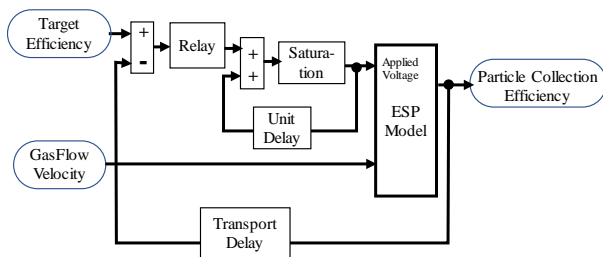 Target
Efficiency
+
-
Relay
+
+
Satura-
tion
Unit
Delay
Applied
Voltage
ESP
Model
Particle Collection
Efficiency
GasFlow
Velocity
Transport
Delay